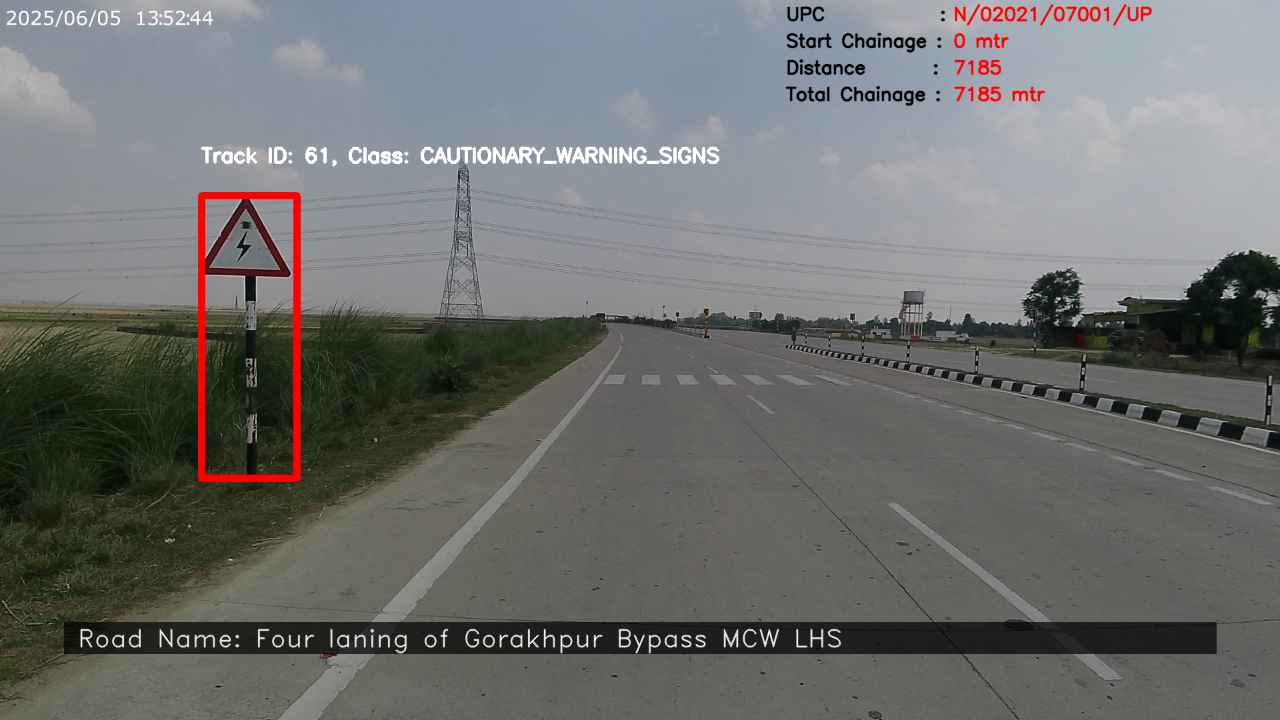 2025/06/05 13:52:44
UPC : N/02021/07001/UP
Start Chainage : 0 mtr
Distance : 7185
Total Chainage : 7185 mtr
Track ID: 61, Class: CAUTIONARY_WARNING_SIGNS
Road Name: Four laning of Gorakhpur Bypass MCW LHS